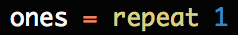 ones = repeat 1